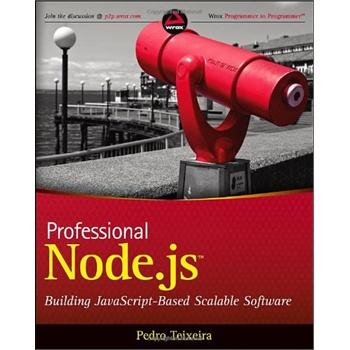 Join the discussion @ p2p.wrox.com
wrox
Wrox Programmer to Programmer™
Professional
Node.js™
Building JavaScript-Based Scalable Software
Pedro Teixeira